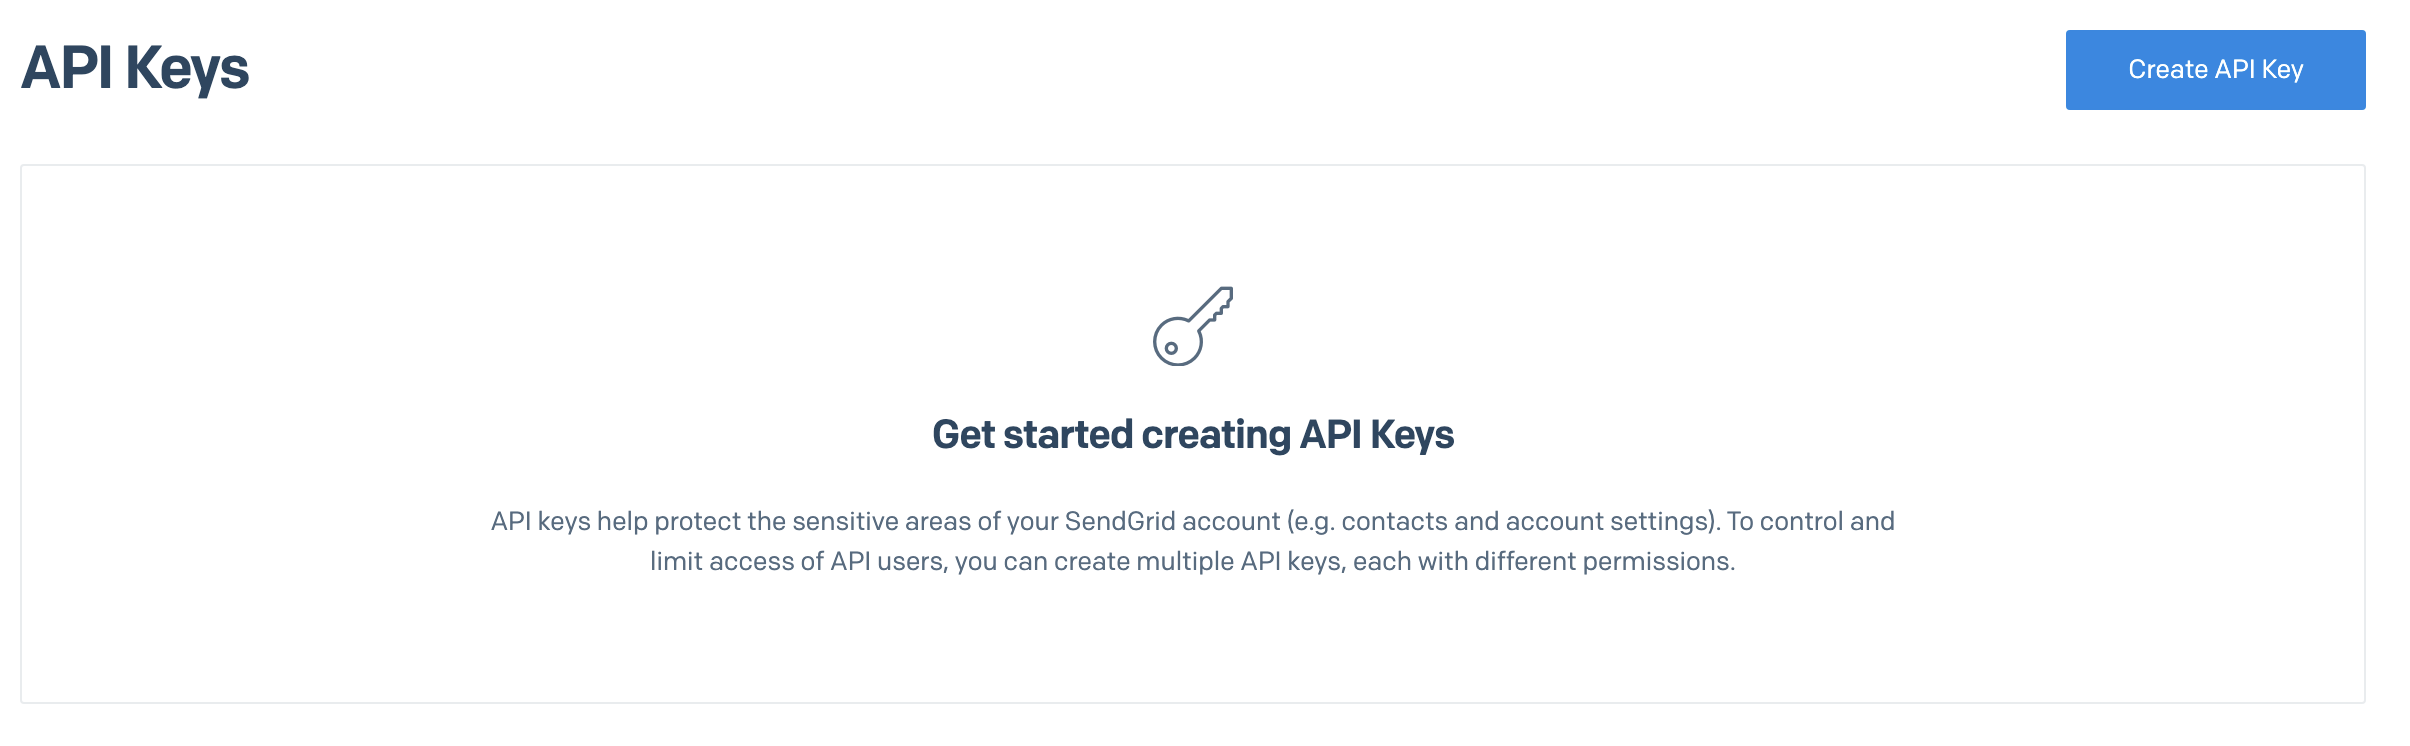 API Keys
Create API Key
Get started creating API Keys
API keys help protect the sensitive areas of your SendGrid account (e.g. contacts and account settings). To control and
limit access of API users, you can create multiple API keys, each with different permissions.